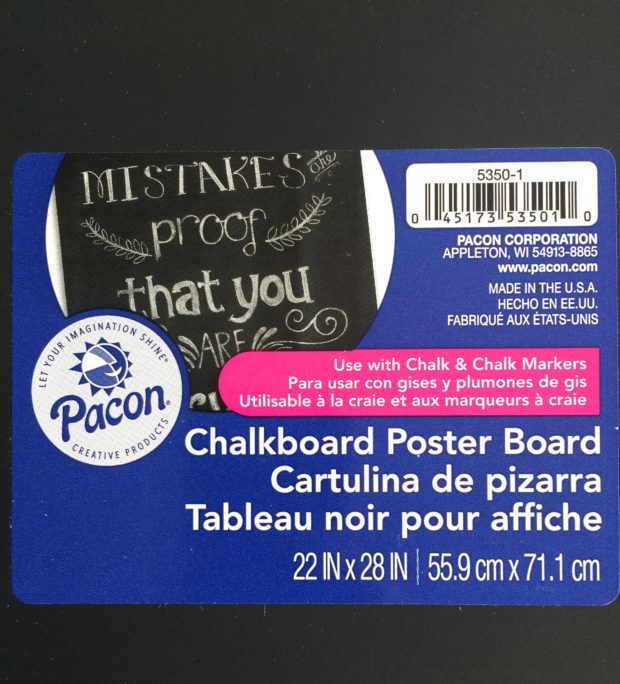 MISTAKES are
proof
that you
ARE
5350-1
0 45173 53501 0
PACON CORPORATION
APPLETON, WI 54913-8865
www.pacon.com
MADE IN THE U.S.A.
HECHO EN EE.UU.
FABRIQUÉ AUX ÉTATS-UNIS
LET YOUR IMAGINATION SHINE®
Pacon®
CREATIVE PRODUCTS
Use with Chalk & Chalk Markers
Para usar con gises y plumones de gis
Utilisable à la craie et aux marqueurs à craie
Chalkboard Poster Board
Cartulina de pizarra
Tableau noir pour affiche
22 IN x 28 IN | 55.9 cm x 71.1 cm